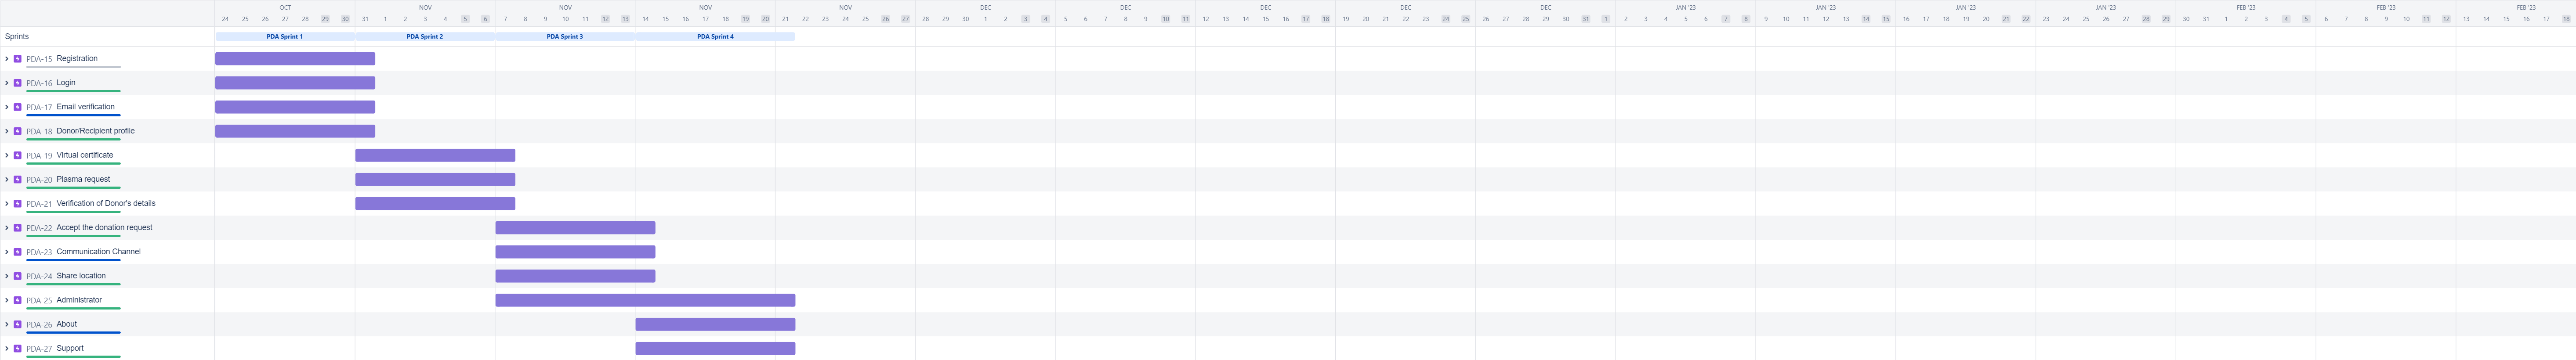 OCT NOV NOV NOV NOV DEC DEC DEC DEC DEC JAN '23 JAN '23 JAN '23 JAN '23 FEB '23 FEB '23 FEB '23
24 25 26 27 28 29 30 31 1 2 3 4 5 6 7 8 9 10 11 12 13 14 15 16 17 18 19 20 21 22 23 24 25 26 27 28 29 30 1 2 3 4 5 6 7 8 9 10 11 12 13 14 15 16 17 18 19 20 21 22 23 24 25 26 27 28 29 30 31 1 2 3 4 5 6 7 8 9 10 11 12 13 14 15 16 17 18 19 20 21 22 23 24 25 26 27 28 29 30 31 1 2 3 4 5 6 7 8 9 10 11 12 13 14 15 16 17 18
Sprints PDA Sprint 1 PDA Sprint 2 PDA Sprint 3 PDA Sprint 4
PDA-15 Registration
PDA-16 Login
PDA-17 Email verification
PDA-18 Donor/Recipient profile
PDA-19 Virtual certificate
PDA-20 Plasma request
PDA-21 Verification of Donor's details
PDA-22 Accept the donation request
PDA-23 Communication Channel
PDA-24 Share location
PDA-25 Administrator
PDA-26 About
PDA-27 Support